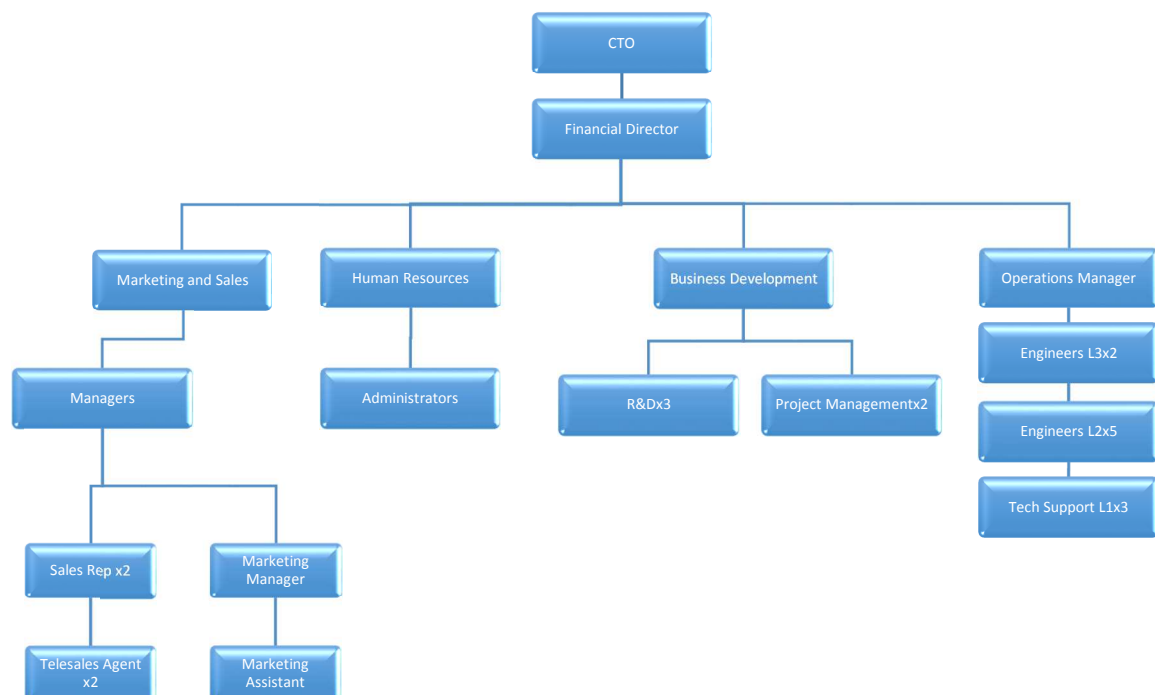 CTO
Financial Director
Marketing and Sales
Human Resources
Business Development
Operations Manager
Engineers L3x2
Managers
Administrators
R&Dx3
Project Managementx2
Engineers L2x5
Tech Support L1x3
Sales Rep x2
Marketing
Manager
Telesales Agent
x2
Marketing
Assistant